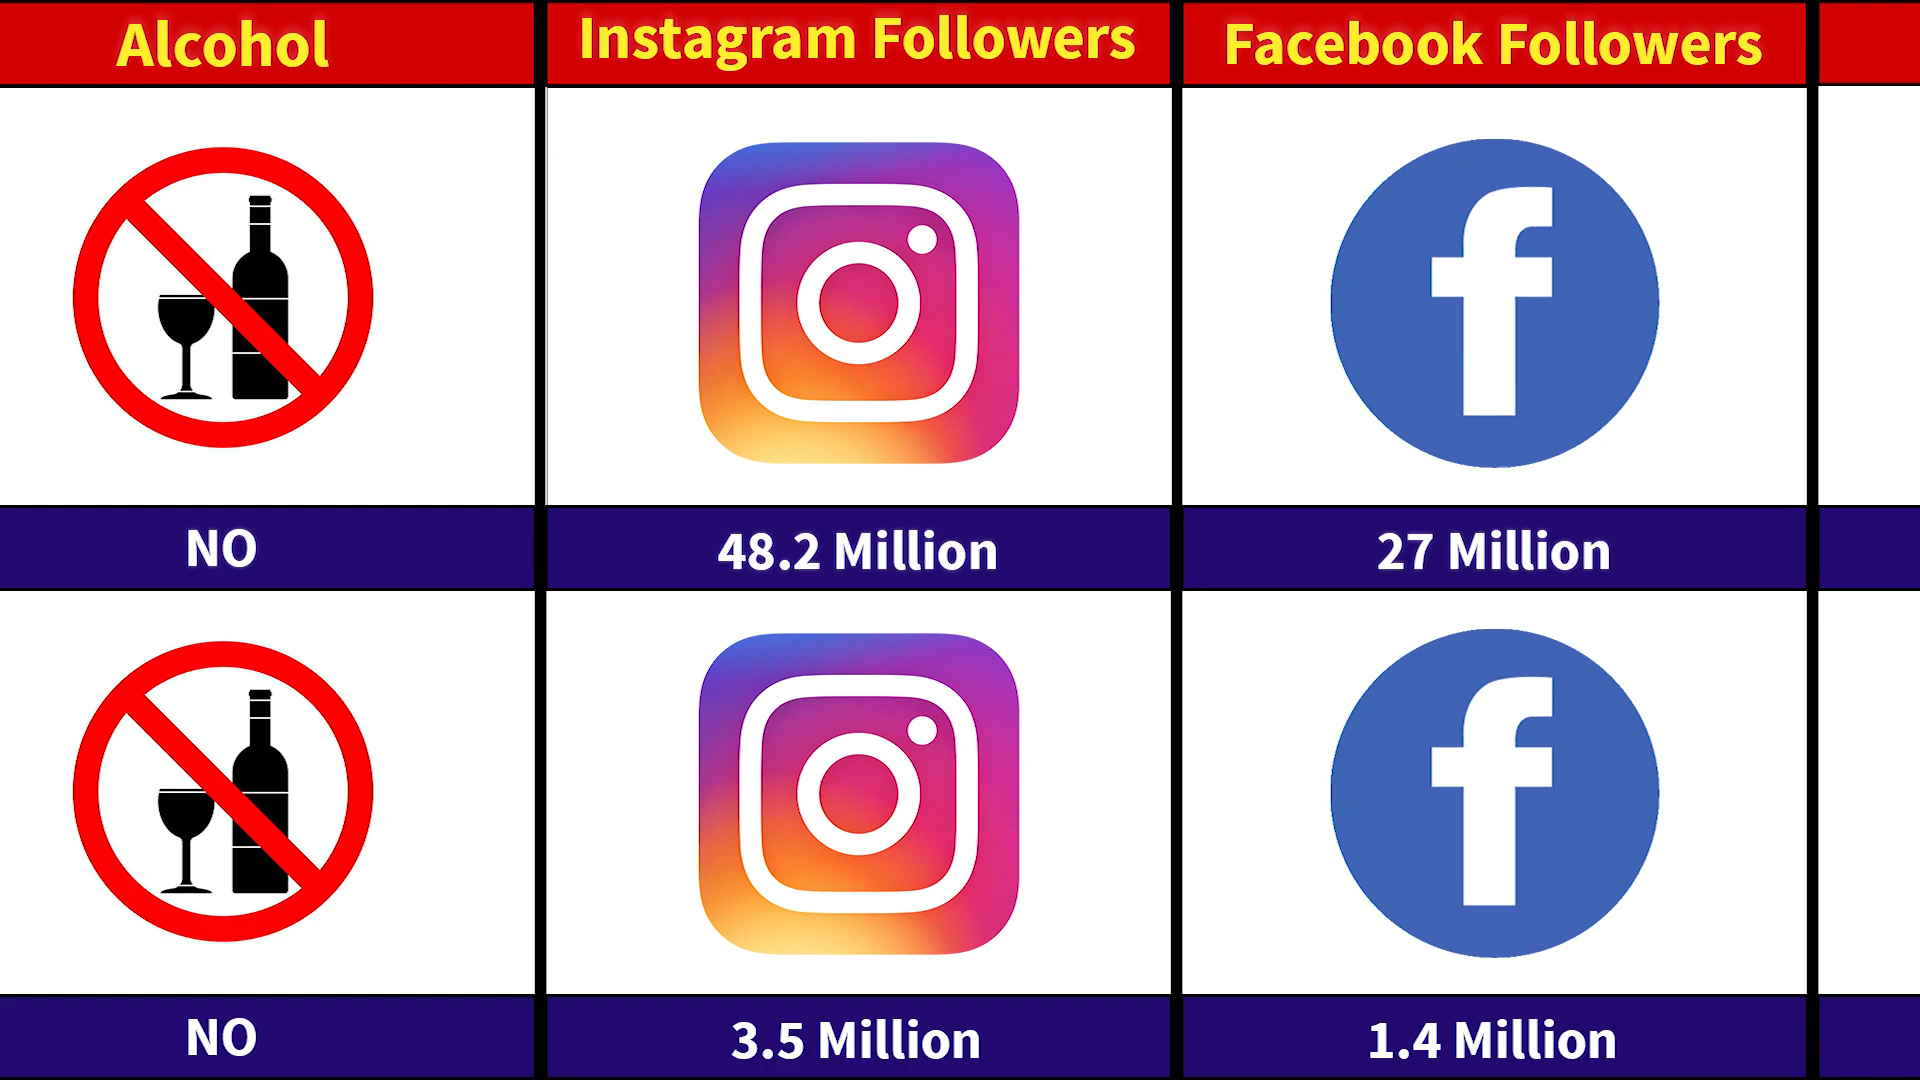 Alcohol
Instagram Followers
Facebook Followers
NO
48.2 Million
27 Million
NO
3.5 Million
1.4 Million